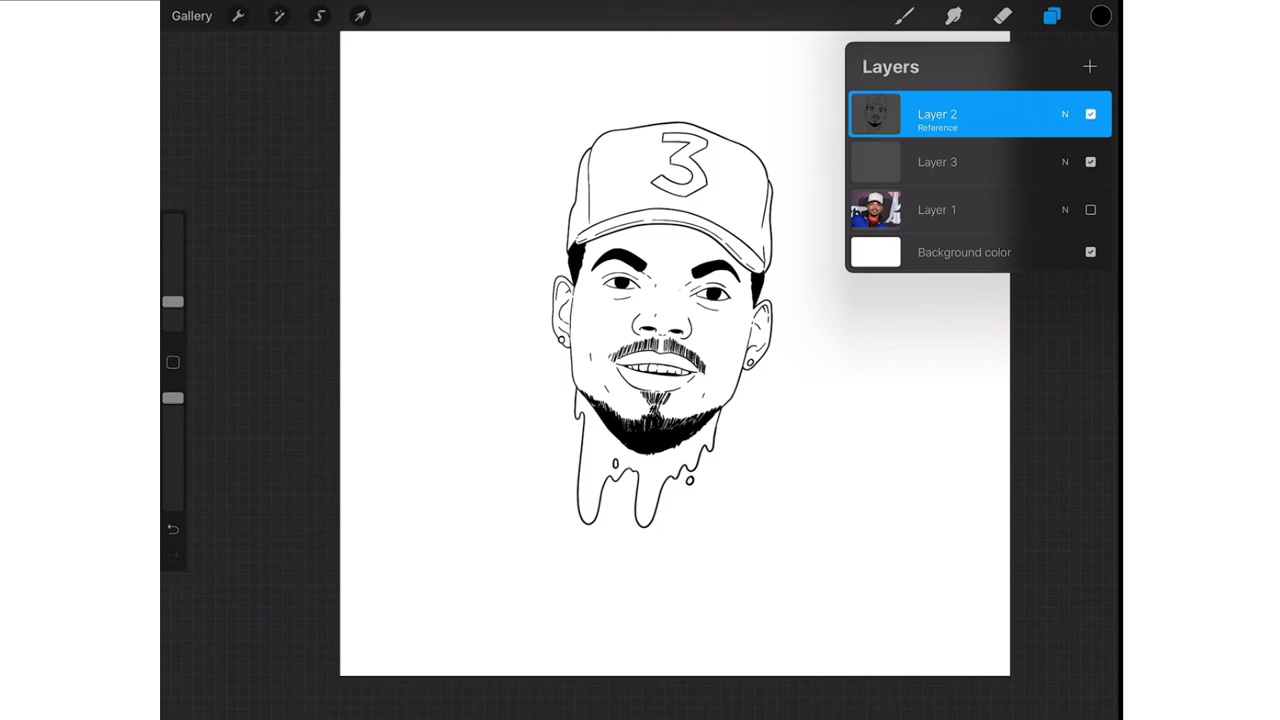 Gallery
Layers
Layer 2 N
Reference
Layer 3 N
Layer 1 N
Background color
3